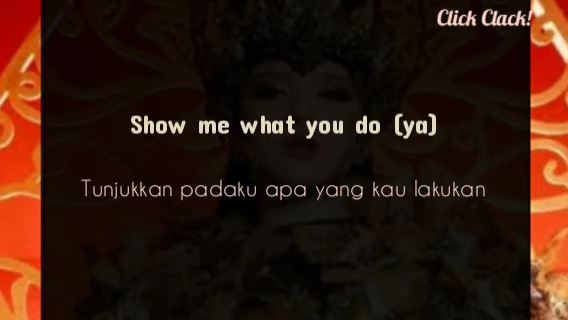 Click Clack!
Show me what you do (ya)
Tunjukkan padaku apa yang kau lakukan